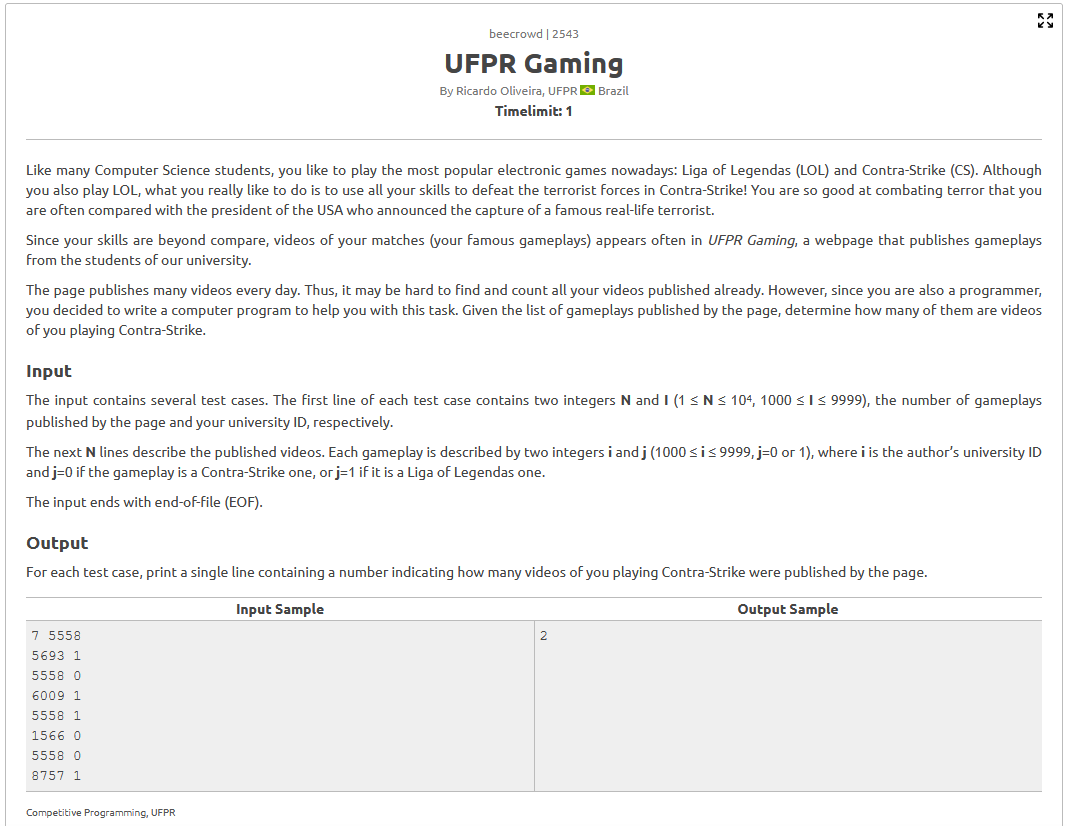 beecrowd | 2543
UFPR Gaming
By Ricardo Oliveira, UFPR Brazil
Timelimit: 1
Like many Computer Science students, you like to play the most popular electronic games nowadays: Liga of Legendas (LOL) and Contra-Strike (CS). Although
you also play LOL, what you really like to do is to use all your skills to defeat the terrorist forces in Contra-Strike! You are so good at combating terror that you
are often compared with the president of the USA who announced the capture of a famous real-life terrorist.
Since your skills are beyond compare, videos of your matches (your famous gameplays) appears often in UFPR Gaming, a webpage that publishes gameplays
from the students of our university.
The page publishes many videos every day. Thus, it may be hard to find and count all your videos published already. However, since you are also a programmer,
you decided to write a computer program to help you with this task. Given the list of gameplays published by the page, determine how many of them are videos
of you playing Contra-Strike.
Input
The input contains several test cases. The first line of each test case contains two integers N and I (1 ≤ N ≤ 10⁴, 1000 ≤ I ≤ 9999), the number of gameplays
published by the page and your university ID, respectively.
The next N lines describe the published videos. Each gameplay is described by two integers i and j (1000 ≤ i ≤ 9999, j=0 or 1), where i is the author's university ID
and j=0 if the gameplay is a Contra-Strike one, or j=1 if it is a Liga of Legendas one.
The input ends with end-of-file (EOF).
Output
For each test case, print a single line containing a number indicating how many videos of you playing Contra-Strike were published by the page.
Input Sample Output Sample
7 5558 2
5693 1
5558 0
6009 1
5558 1
1566 0
5558 0
8757 1
Competitive Programming, UFPR